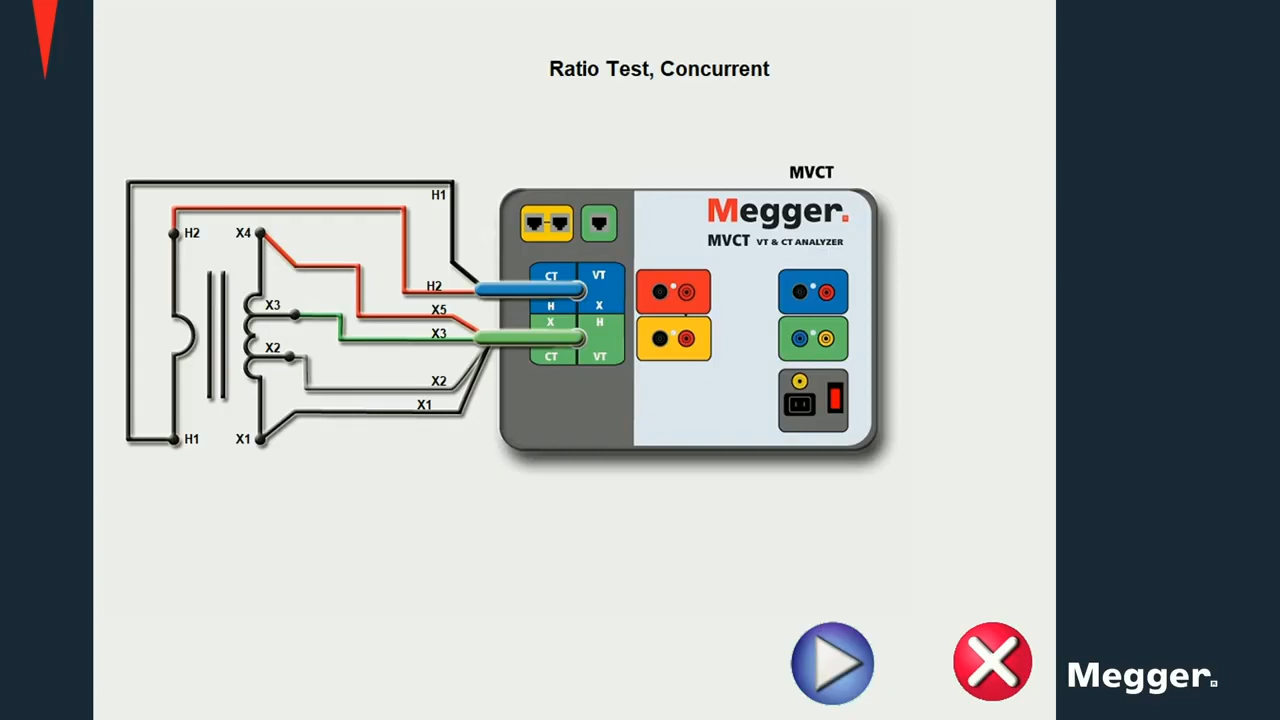 Ratio Test, Concurrent
MVCT
H1
Megger.
MVCT VT & CT ANALYZER
H2 X4
CT VT
H2
X3 X5
H X
X H
X3
X2
CT VT
X2
X1
H1 X1
Megger.